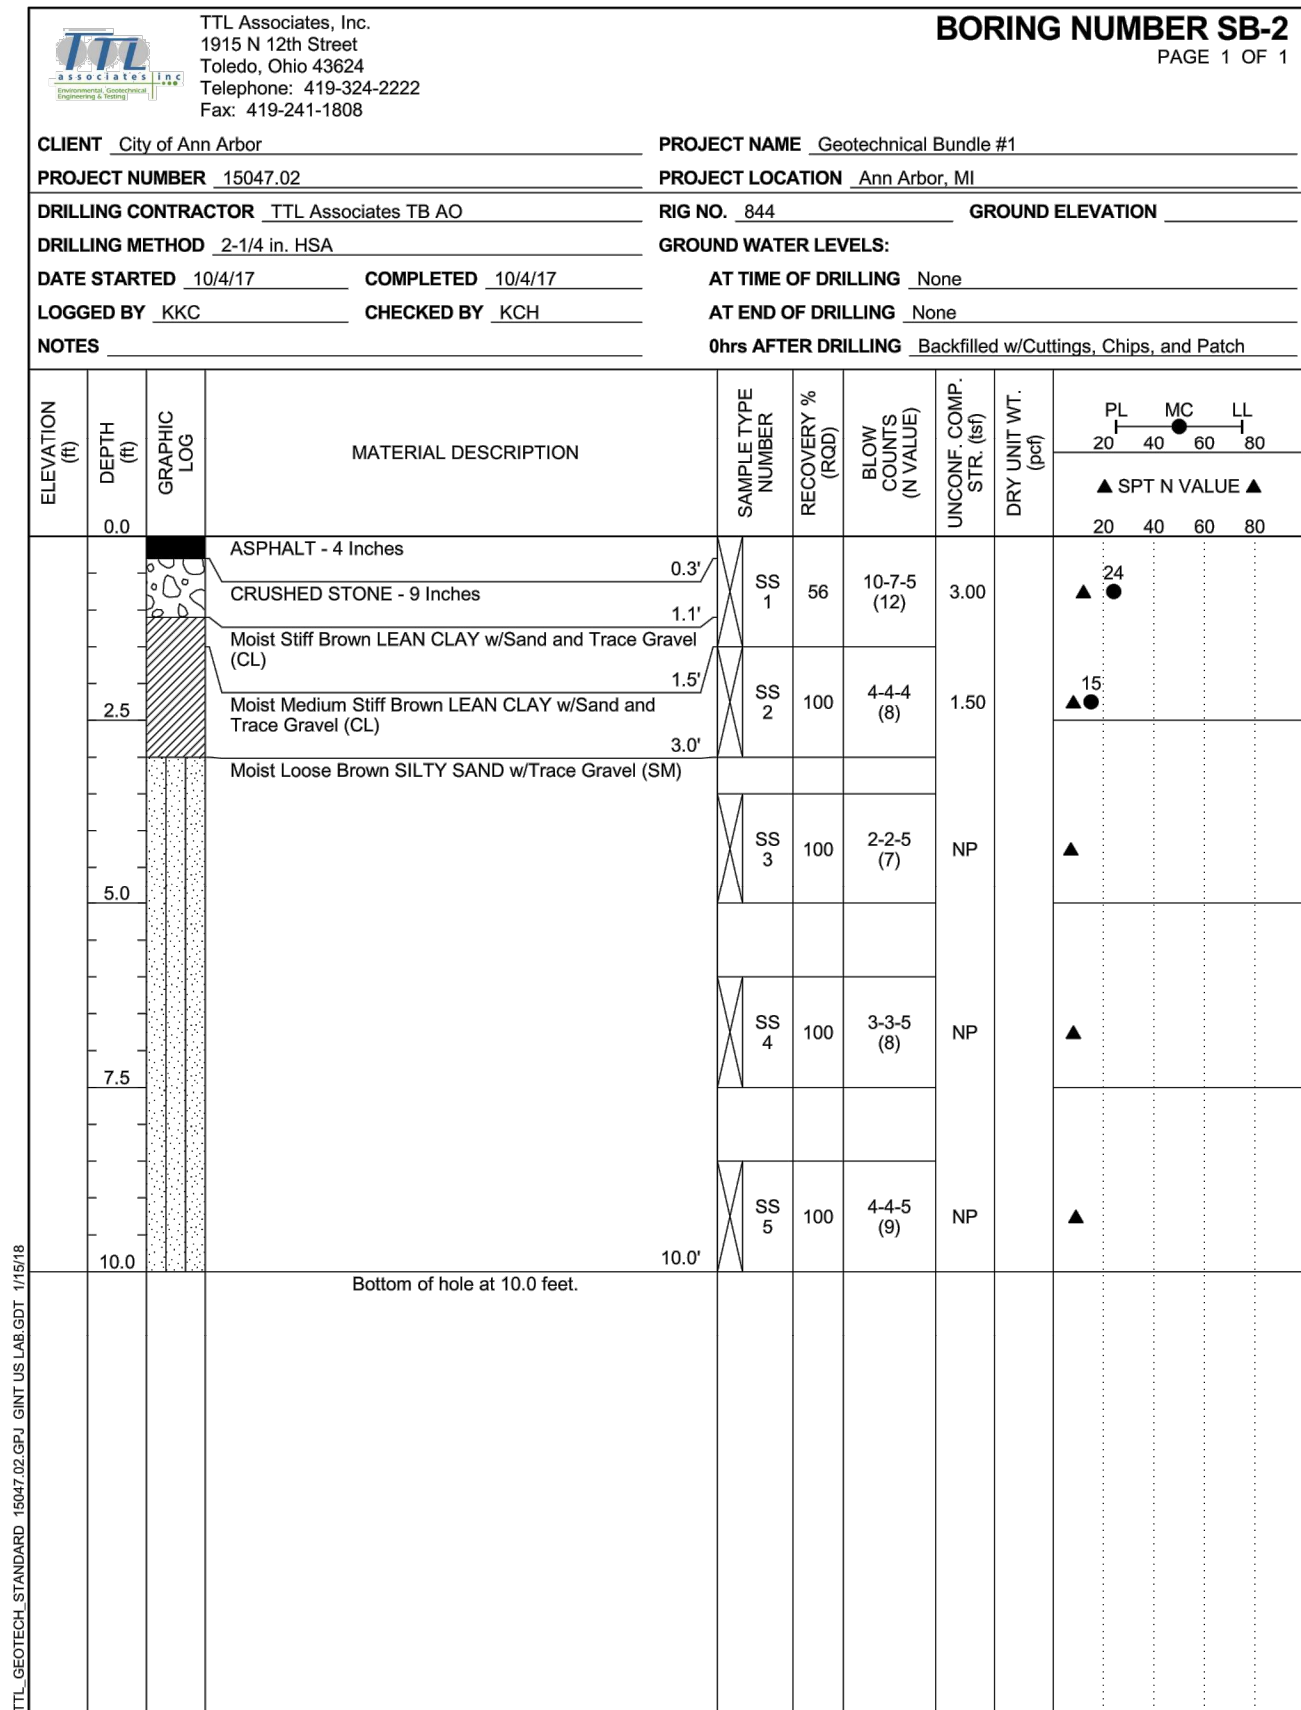 TTL
associates inc
Environmental, Geotechnical
Engineering & Testing
TTL Associates, Inc.
1915 N 12th Street
Toledo, Ohio 43624
Telephone: 419-324-2222
Fax: 419-241-1808
BORING NUMBER SB-2
PAGE 1 OF 1
CLIENT City of Ann Arbor
PROJECT NAME Geotechnical Bundle #1
PROJECT NUMBER 15047.02
PROJECT LOCATION Ann Arbor, MI
DRILLING CONTRACTOR TTL Associates TB AO
RIG NO. 844 GROUND ELEVATION
DRILLING METHOD 2-1/4 in. HSA
GROUND WATER LEVELS:
DATE STARTED 10/4/17 COMPLETED 10/4/17
AT TIME OF DRILLING None
LOGGED BY KKC CHECKED BY KCH
AT END OF DRILLING None
NOTES
0hrs AFTER DRILLING Backfilled w/Cuttings, Chips, and Patch
ELEVATION
(ft)
DEPTH
(ft)
GRAPHIC
LOG
MATERIAL DESCRIPTION
SAMPLE TYPE
NUMBER
RECOVERY %
(RQD)
BLOW
COUNTS
(N VALUE)
UNCONF. COMP.
STR. (tsf)
DRY UNIT WT.
(pcf)
PL MC LL
20 40 60 80
▲ SPT N VALUE ▲
20 40 60 80
0.0
ASPHALT - 4 Inches
0.3'
CRUSHED STONE - 9 Inches
1.1'
SS
1
56
10-7-5
(12)
3.00
24
Moist Stiff Brown LEAN CLAY w/Sand and Trace Gravel
(CL)
1.5'
Moist Medium Stiff Brown LEAN CLAY w/Sand and
Trace Gravel (CL)
3.0'
SS
2
100
4-4-4
(8)
1.50
15
2.5
Moist Loose Brown SILTY SAND w/Trace Gravel (SM)
SS
3
100
2-2-5
(7)
NP
5.0
SS
4
100
3-3-5
(8)
NP
7.5
SS
5
100
4-4-5
(9)
NP
10.0
10.0'
Bottom of hole at 10.0 feet.
TTL_GEOTECH_STANDARD 15047.02.GPJ GINT US LAB.GDT 1/15/18